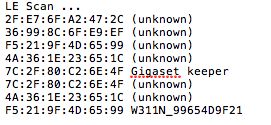 LE Scan ...
2F:E7:6F:A2:47:2C (unknown)
36:99:8C:6F:E9:EF (unknown)
F5:21:9F:4D:65:99 (unknown)
4A:36:1E:23:65:1C (unknown)
7C:2F:80:C2:6E:4F Gigaset keeper
7C:2F:80:C2:6E:4F (unknown)
4A:36:1E:23:65:1C (unknown)
F5:21:9F:4D:65:99 W311N_99654D9F21